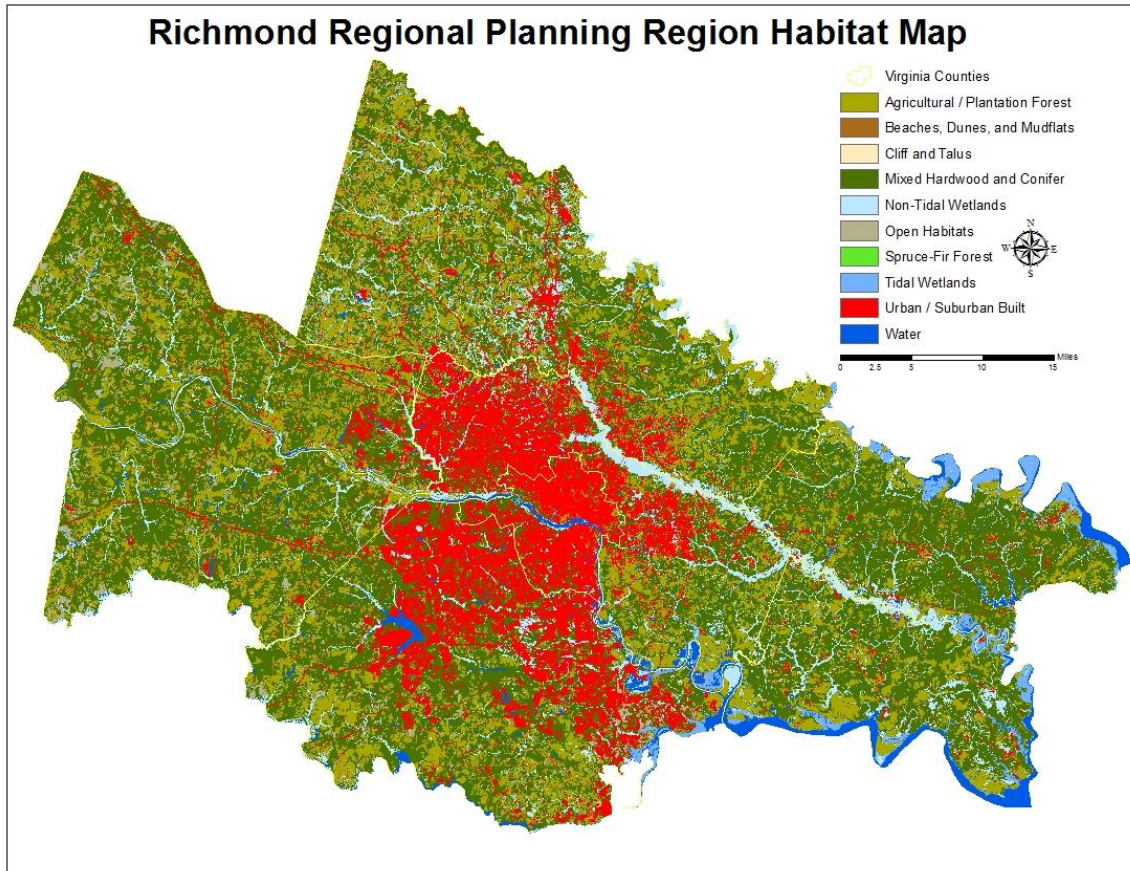 Richmond Regional Planning Region Habitat Map
Virginia Counties
Agricultural / Plantation Forest
Beaches, Dunes, and Mudflats
Cliff and Talus
Mixed Hardwood and Conifer
Non-Tidal Wetlands
Open Habitats
Spruce-Fir Forest
Tidal Wetlands
Urban / Suburban Built
Water
N
W E
S
Miles
0 2.5 5 10 15